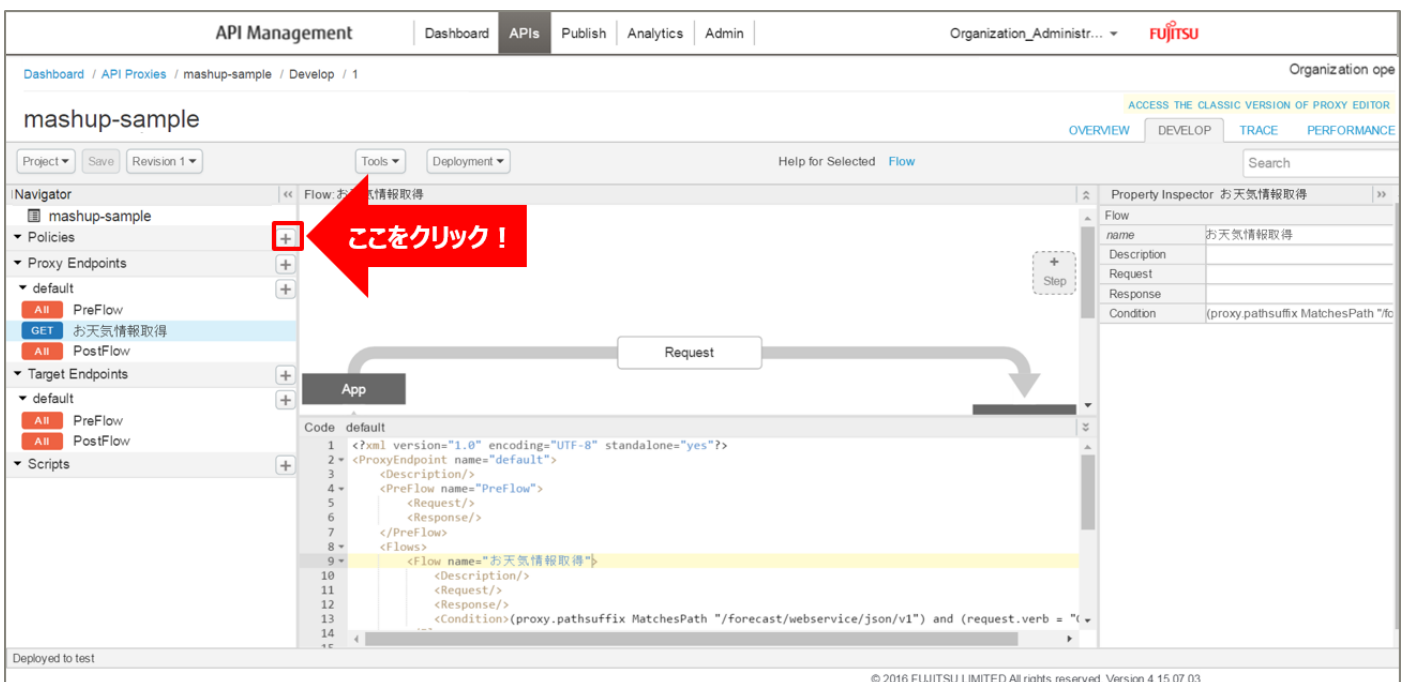 API Management Dashboard APIs Publish Analytics Admin Organization_Administr... FUJITSU
Dashboard / API Proxies / mashup-sample / Develop / 1 Organization ope
ACCESS THE CLASSIC VERSION OF PROXY EDITOR
mashup-sample
OVERVIEW DEVELOP TRACE PERFORMANCE
Project Save Revision 1 Tools Deployment Help for Selected Flow Search
Navigator
mashup-sample
Policies +
Proxy Endpoints +
default +
All PreFlow
GET お天気情報取得
All PostFlow
Target Endpoints +
default +
All PreFlow
All PostFlow
Scripts +
Flow:お天気情報取得
ここをクリック！
+
Step
Request
App
Code default
1 <?xml version="1.0" encoding="UTF-8" standalone="yes"?>
2 <ProxyEndpoint name="default">
3 <Description/>
4 <PreFlow name="PreFlow">
5 <Request/>
6 <Response/>
7 </PreFlow>
8 <Flows>
9 <Flow name="お天気情報取得">
10 <Description/>
11 <Request/>
12 <Response/>
13 <Condition>(proxy.pathsuffix MatchesPath "/forecast/webservice/json/v1") and (request.verb = "
14
15
Property Inspector お天気情報取得
Flow
name お天気情報取得
Description
Request
Response
Condition (proxy.pathsuffix MatchesPath "/fc
Deployed to test
© 2016 FUJITSU LIMITED All rights reserved. Version 4.15.07.03